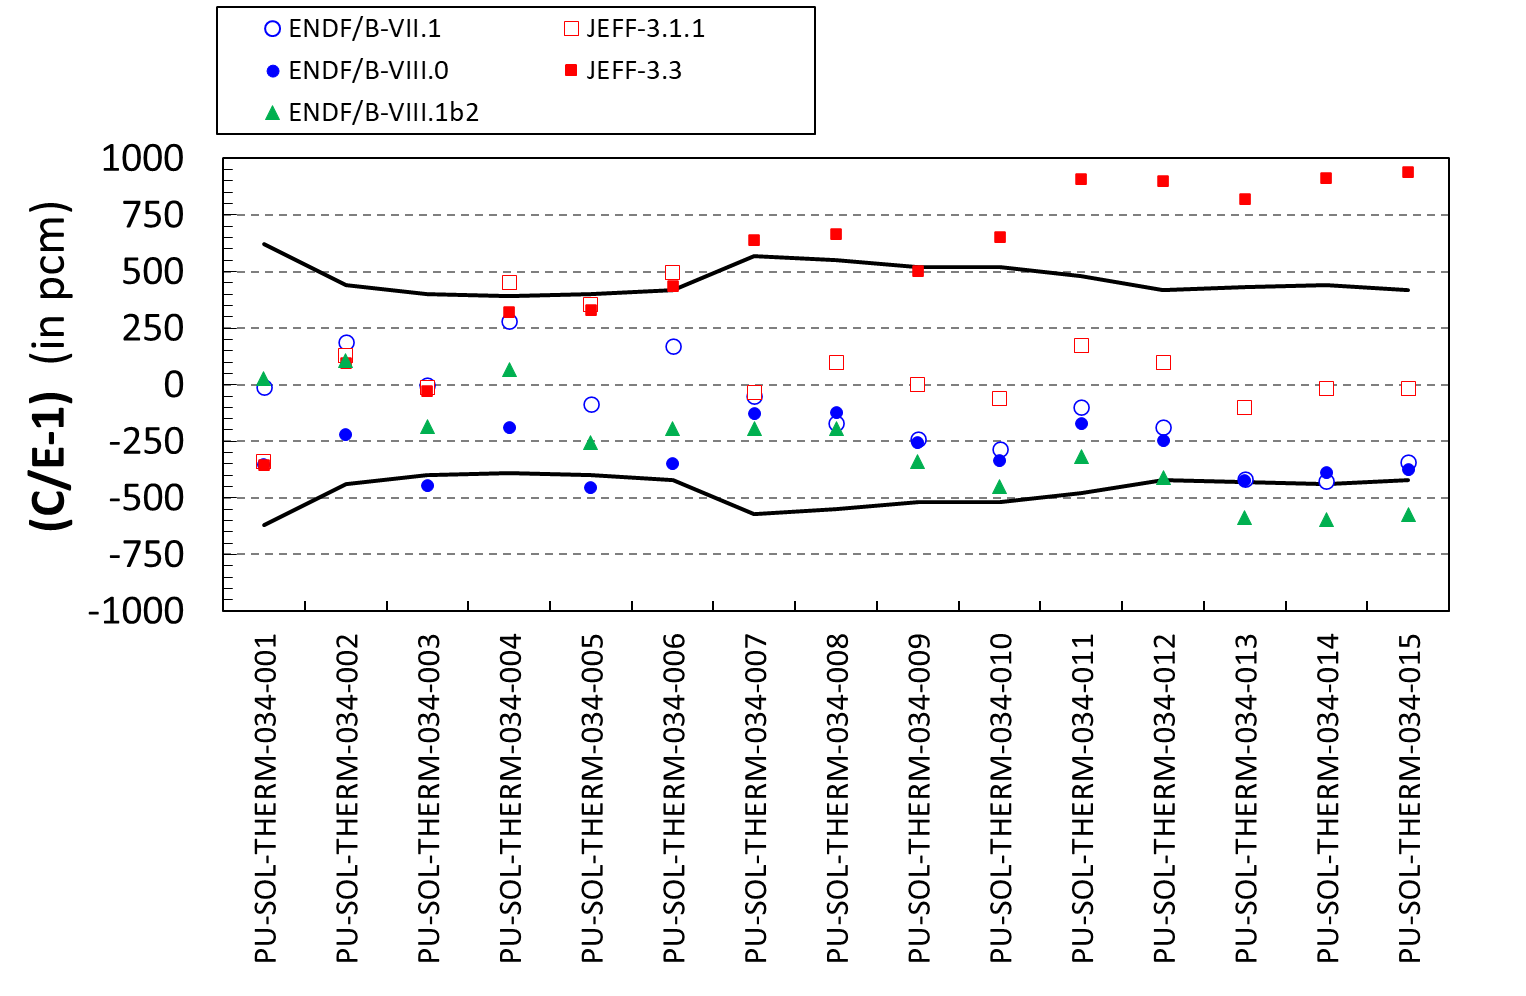 ENDF/B-VII.1
JEFF-3.1.1
ENDF/B-VIII.0
JEFF-3.3
ENDF/B-VIII.1b2
(C/E-1) (in pcm)
1000
750
500
250
0
-250
-500
-750
-1000
PU-SOL-THERM-034-001
PU-SOL-THERM-034-002
PU-SOL-THERM-034-003
PU-SOL-THERM-034-004
PU-SOL-THERM-034-005
PU-SOL-THERM-034-006
PU-SOL-THERM-034-007
PU-SOL-THERM-034-008
PU-SOL-THERM-034-009
PU-SOL-THERM-034-010
PU-SOL-THERM-034-011
PU-SOL-THERM-034-012
PU-SOL-THERM-034-013
PU-SOL-THERM-034-014
PU-SOL-THERM-034-015